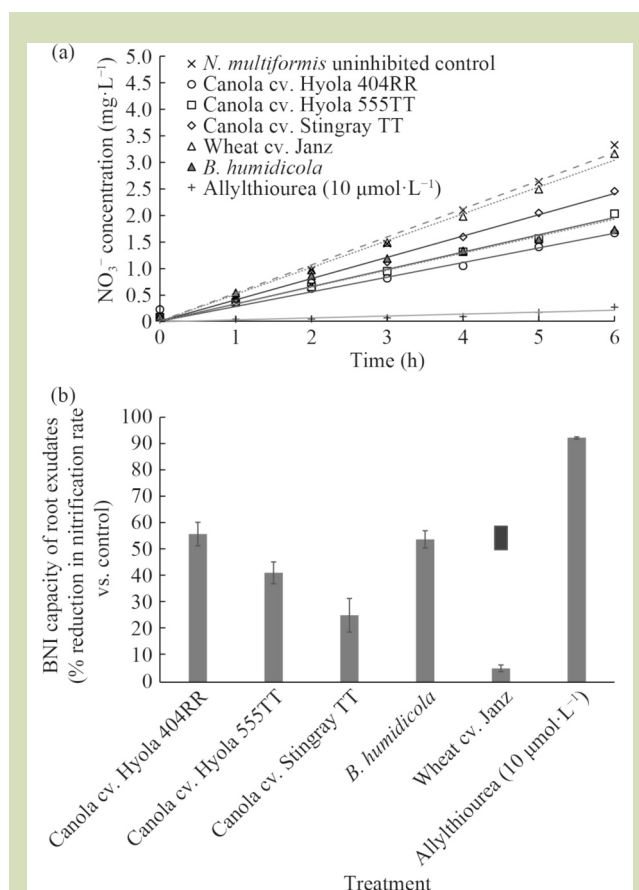 (a)
NO₃⁻ concentration (mg·L⁻¹)
5.0
4.5
4.0
3.5
3.0
2.5
2.0
1.5
1.0
0.5
0
N. multiformis uninhibited control
Canola cv. Hyola 404RR
Canola cv. Hyola 555TT
Canola cv. Stingray TT
Wheat cv. Janz
B. humidicola
Allylthiourea (10 μmol·L⁻¹)
0 1 2 3 4 5 6
Time (h)
(b)
BNI capacity of root exudates
(% reduction in nitrification rate
vs. control)
100
90
80
70
60
50
40
30
20
10
0
Canola cv. Hyola 404RR
Canola cv. Hyola 555TT
Canola cv. Stingray TT
B. humidicola
Wheat cv. Janz
Allylthiourea (10 μmol·L⁻¹)
Treatment